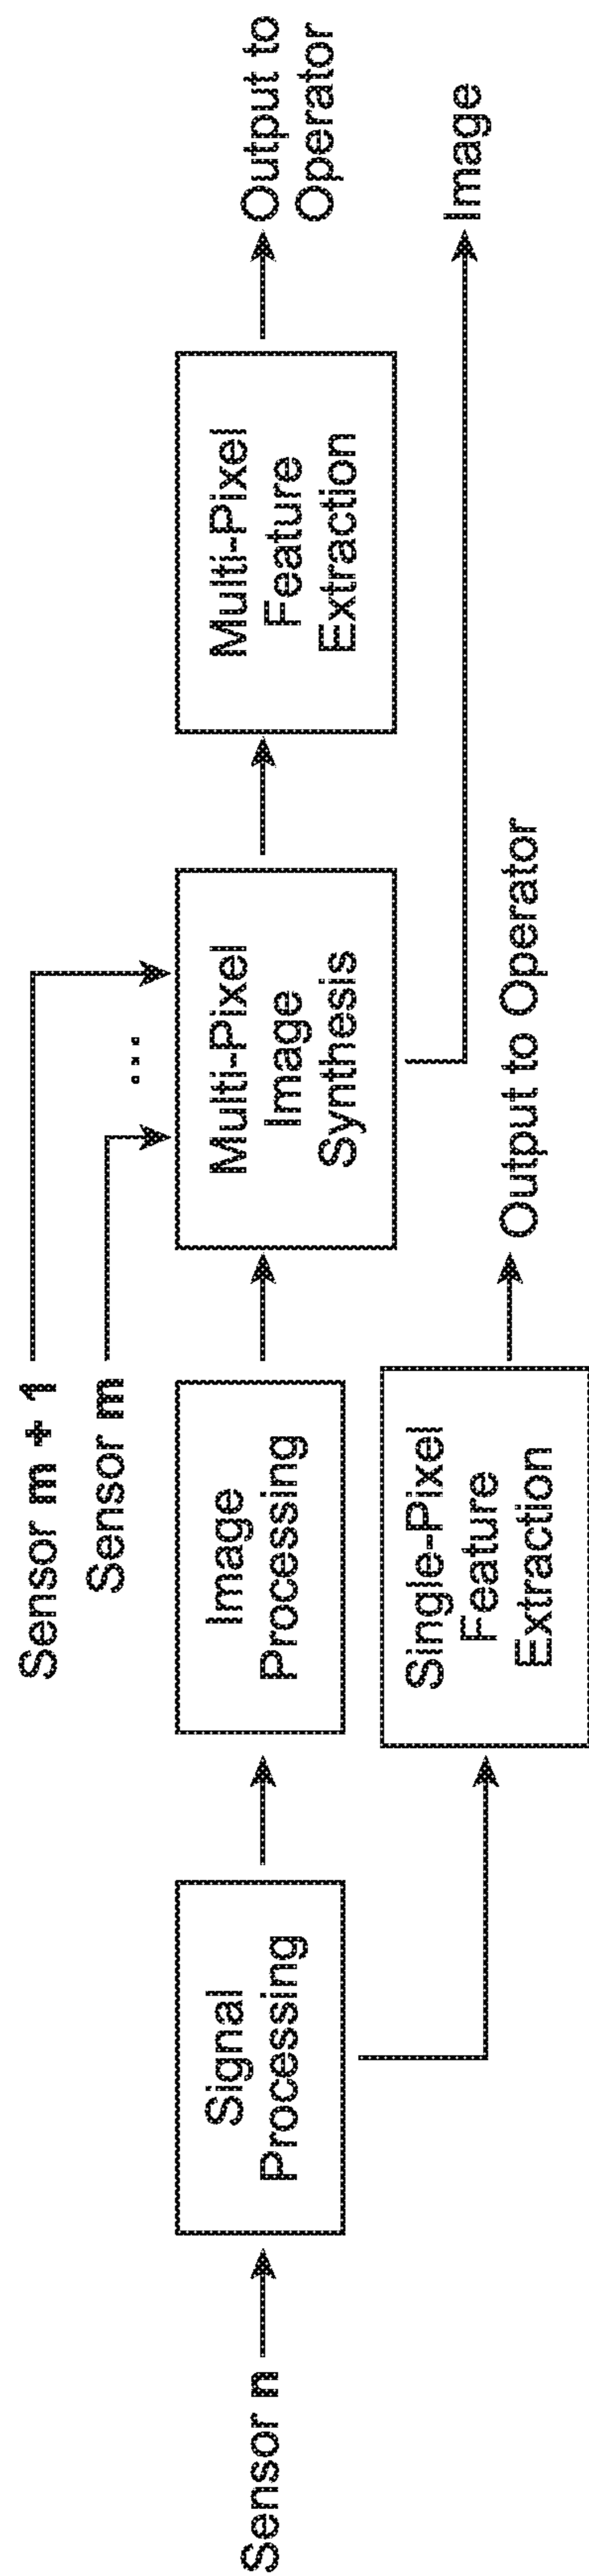 Sensor n
Signal
Processing
Image
Processing
Single-Pixel
Feature
Extraction
Output to Operator
Sensor m + 1
Sensor m
...
Multi-Pixel
Image
Synthesis
Multi-Pixel
Feature
Extraction
Output to
Operator
Image